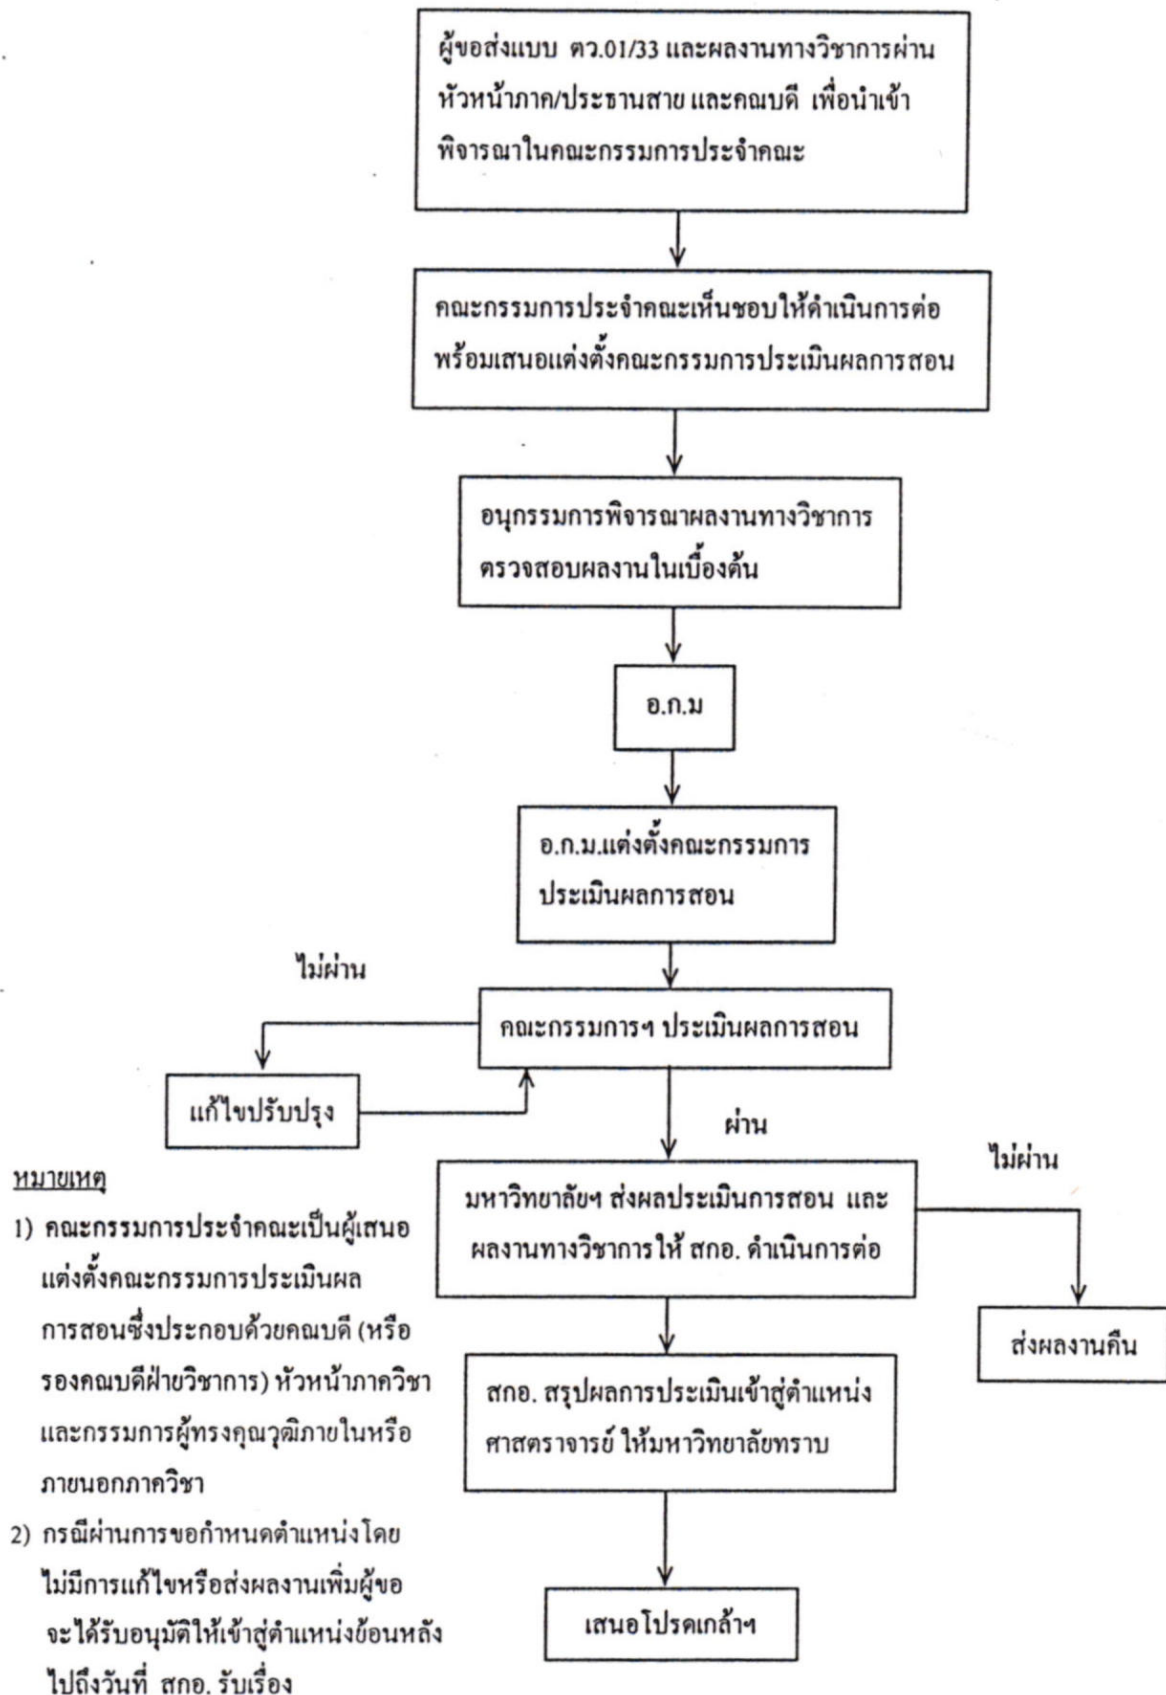 ผู้ขอส่งแบบ ตว.01/33 และผลงานทางวิชาการผ่าน
หัวหน้าภาค/ประธานสาย และคณบดี เพื่อนำเข้า
พิจารณาในคณะกรรมการประจำคณะ
คณะกรรมการประจำคณะเห็นชอบให้ดำเนินการต่อ
พร้อมเสนอแต่งตั้งคณะกรรมการประเมินผลการสอน
อนุกรรมการพิจารณาผลงานทางวิชาการ
ตรวจสอบผลงานในเบื้องต้น
อ.ก.ม
อ.ก.ม.แต่งตั้งคณะกรรมการ
ประเมินผลการสอน
ไม่ผ่าน
คณะกรรมการฯ ประเมินผลการสอน
แก้ไขปรับปรุง
ผ่าน
ไม่ผ่าน
มหาวิทยาลัยฯ ส่งผลประเมินการสอน และ
ผลงานทางวิชาการให้ สกอ. ดำเนินการต่อ
ส่งผลงานคืน
สกอ. สรุปผลการประเมินเข้าสู่ตำแหน่ง
ศาสตราจารย์ ให้มหาวิทยาลัยทราบ
เสนอโปรดเกล้าฯ
หมายเหตุ
1) คณะกรรมการประจำคณะเป็นผู้เสนอ
แต่งตั้งคณะกรรมการประเมินผล
การสอนซึ่งประกอบด้วยคณบดี (หรือ
รองคณบดีฝ่ายวิชาการ) หัวหน้าภาควิชา
และกรรมการผู้ทรงคุณวุฒิภายในหรือ
ภายนอกภาควิชา
2) กรณีผ่านการขอกำหนดตำแหน่งโดย
ไม่มีการแก้ไขหรือส่งผลงานเพิ่มผู้ขอ
จะได้รับอนุมัติให้เข้าสู่ตำแหน่งย้อนหลัง
ไปถึงวันที่ สกอ. รับเรื่อง